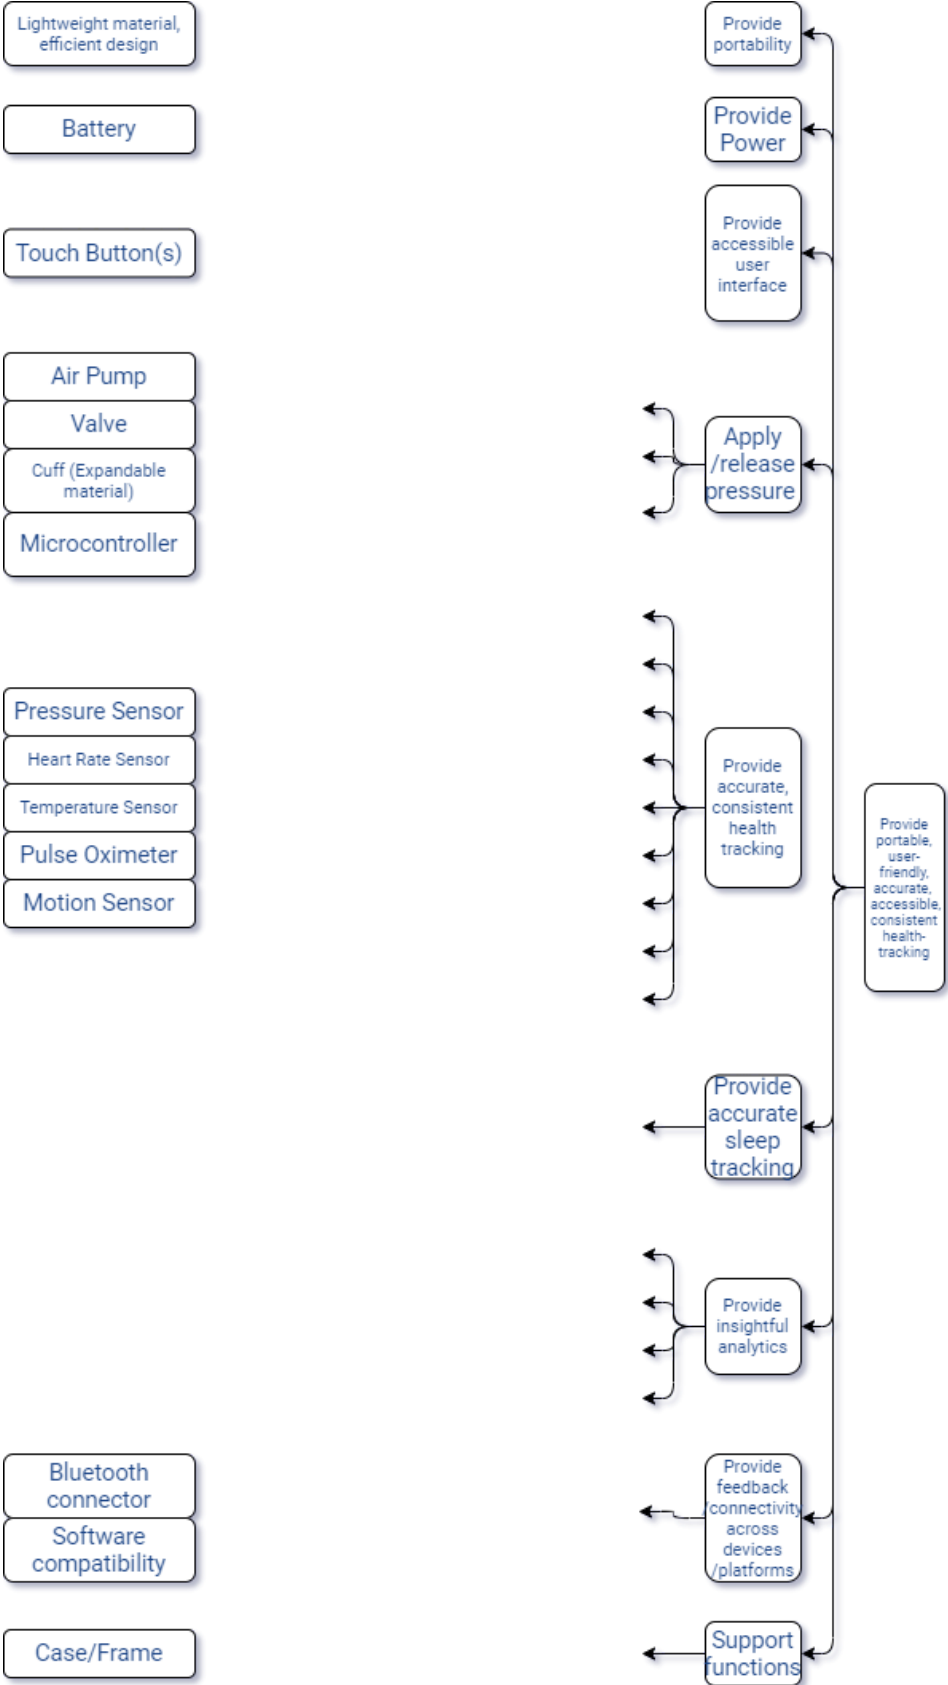 Lightweight material,
efficient design
Provide
portability
Battery
Provide
Power
Touch Button(s)
Provide
accessible
user
interface
Air Pump
Valve
Cuff (Expandable
material)
Microcontroller
Apply
/release
pressure
Pressure Sensor
Heart Rate Sensor
Temperature Sensor
Pulse Oximeter
Motion Sensor
Provide
accurate,
consistent
health
tracking
Provide
portable,
user-
friendly,
accurate,
accessible,
consistent
health-
tracking
Provide
accurate
sleep
tracking
Provide
insightful
analytics
Bluetooth
connector
Software
compatibility
Provide
feedback
/connectivity
across
devices
/platforms
Case/Frame
Support
functions